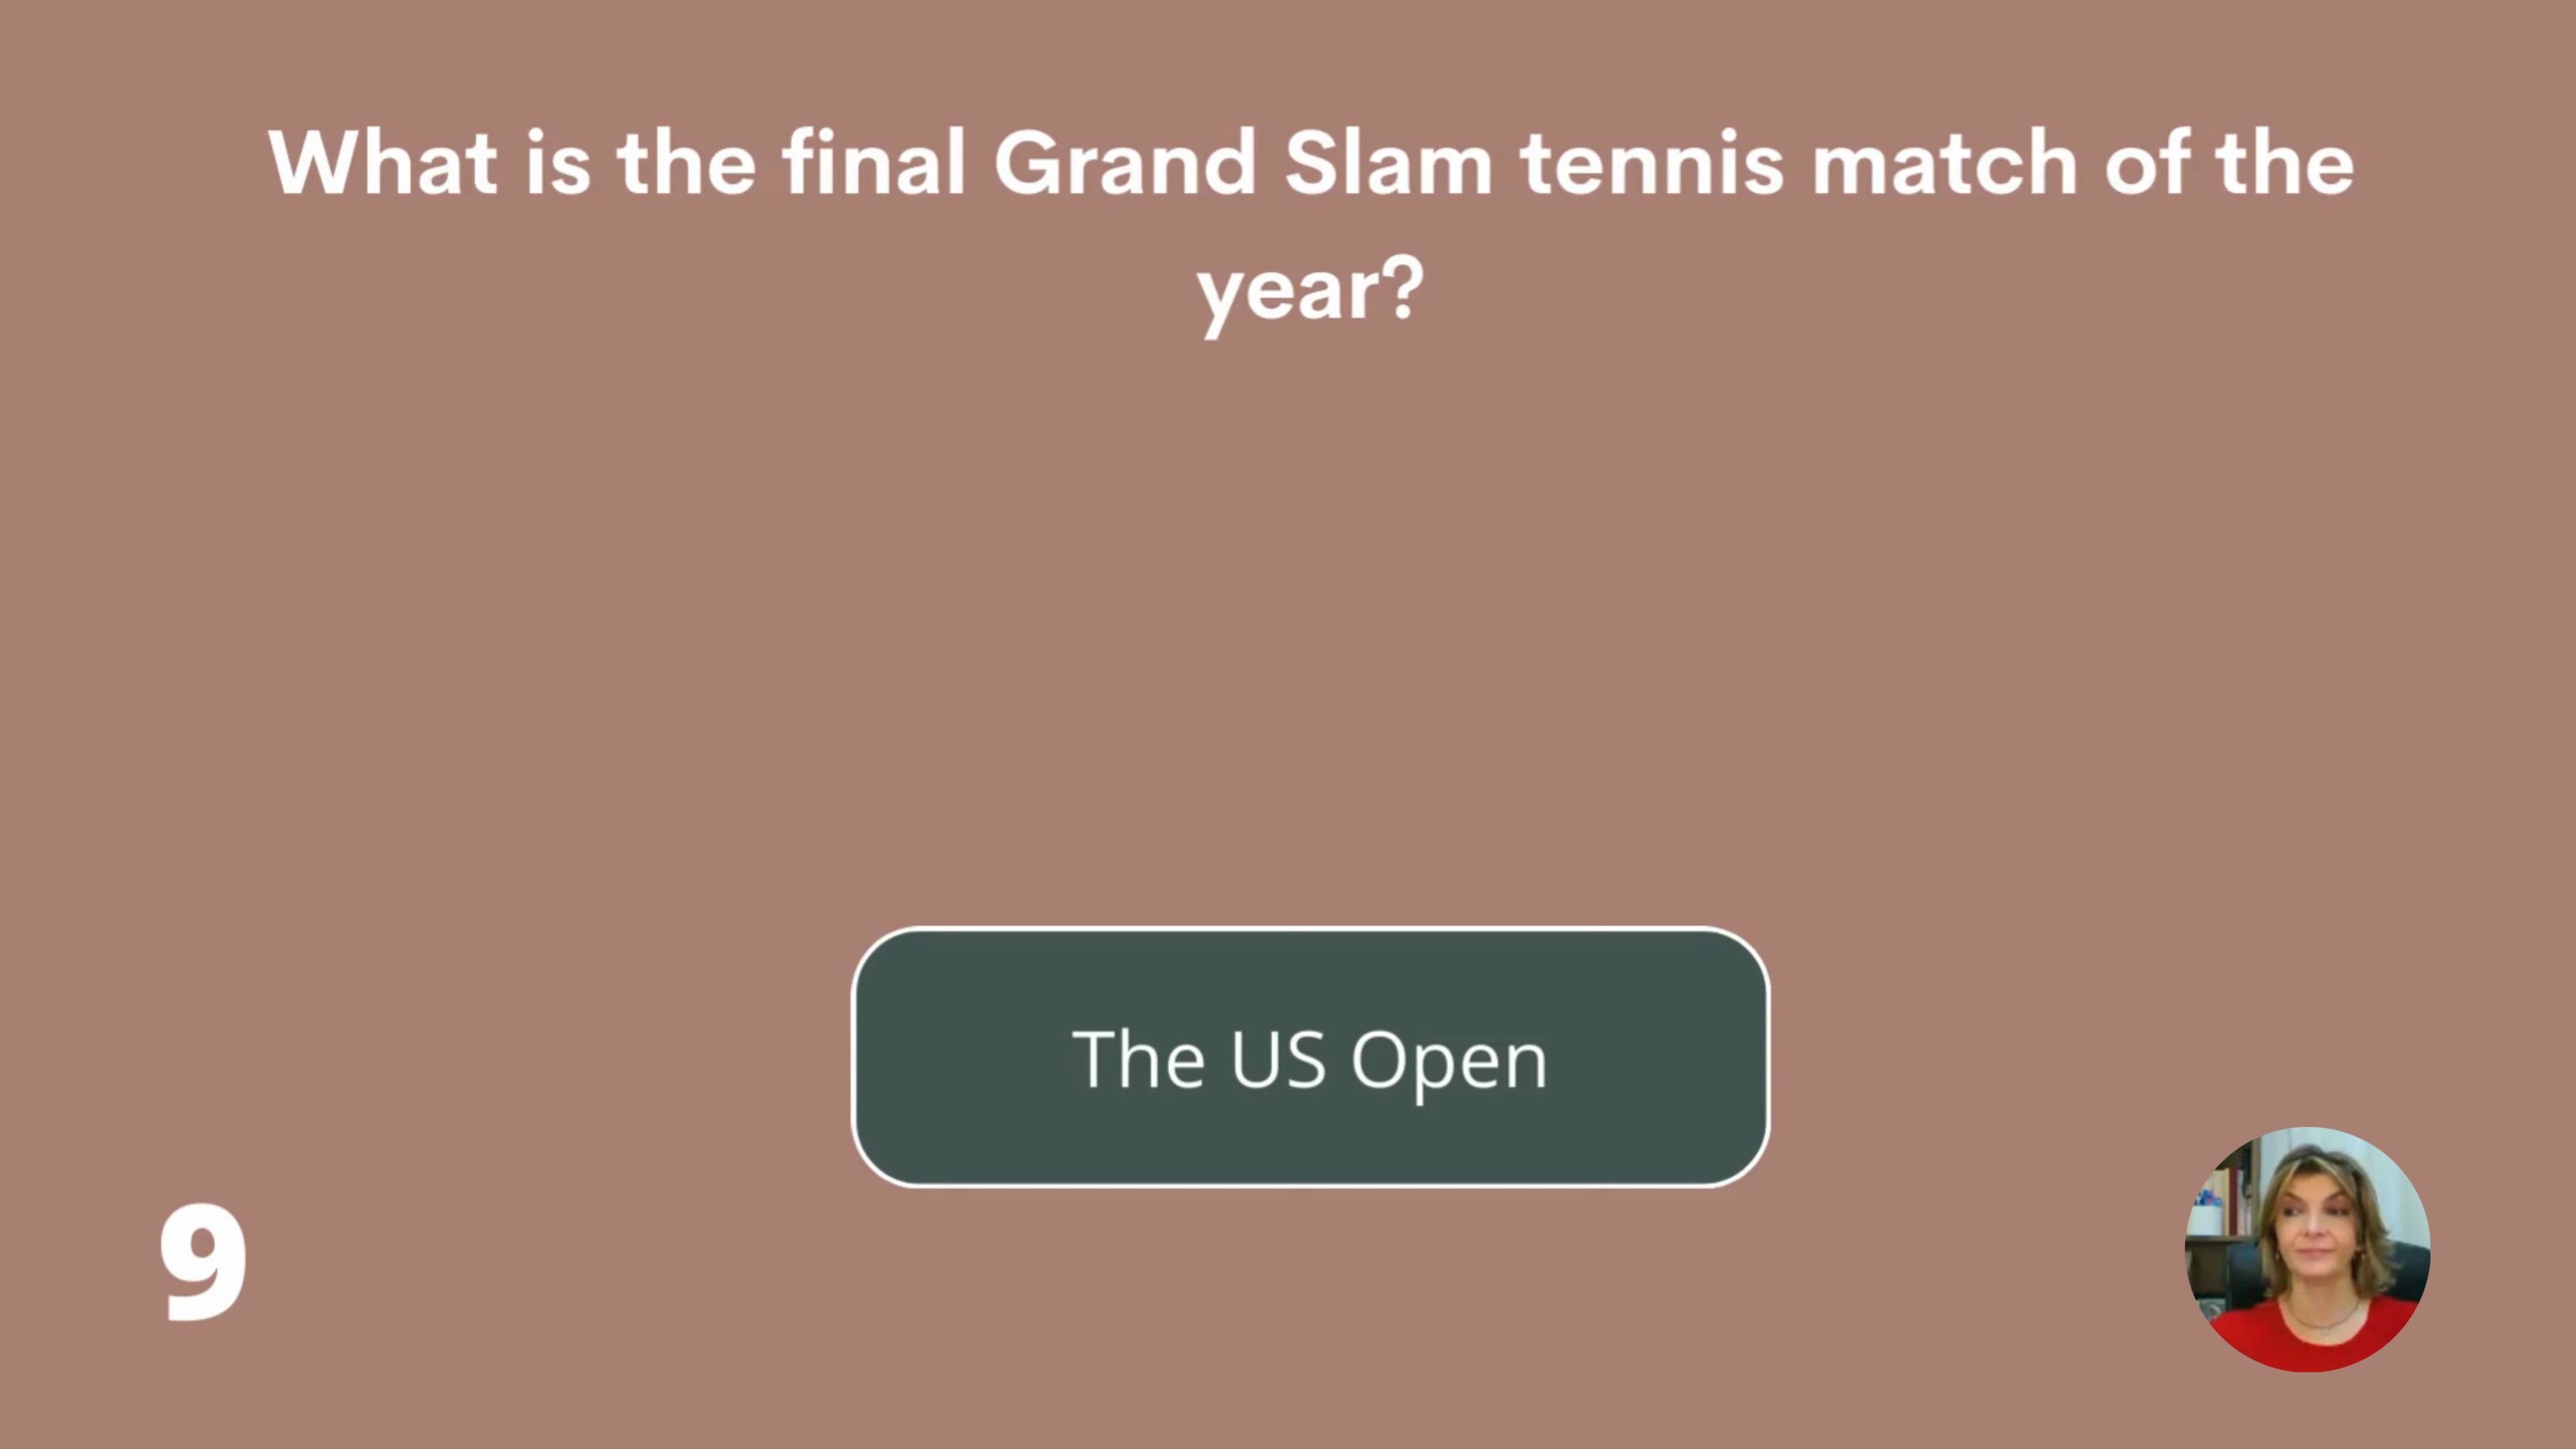 What is the final Grand Slam tennis match of the
year?
The US Open
9